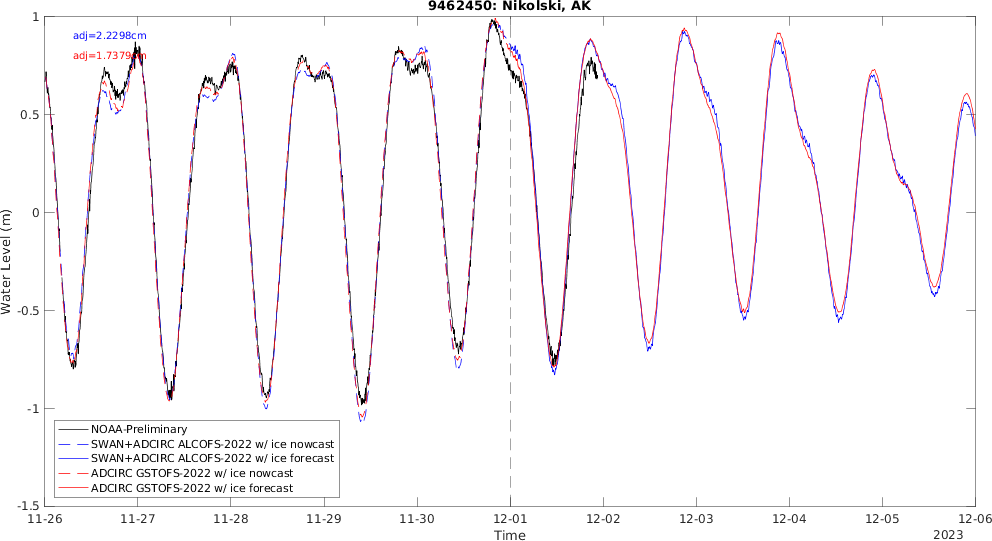 9462450: Nikolski, AK
1
0.5
0
-0.5
-1
-1.5
Water Level (m)
adj=2.2298cm
adj=1.7379cm
NOAA-Preliminary
SWAN+ADCIRC ALCOFS-2022 w/ ice nowcast
SWAN+ADCIRC ALCOFS-2022 w/ ice forecast
ADCIRC GSTOFS-2022 w/ ice nowcast
ADCIRC GSTOFS-2022 w/ ice forecast
11-26 11-27 11-28 11-29 11-30 12-01 12-02 12-03 12-04 12-05 12-06
Time
2023